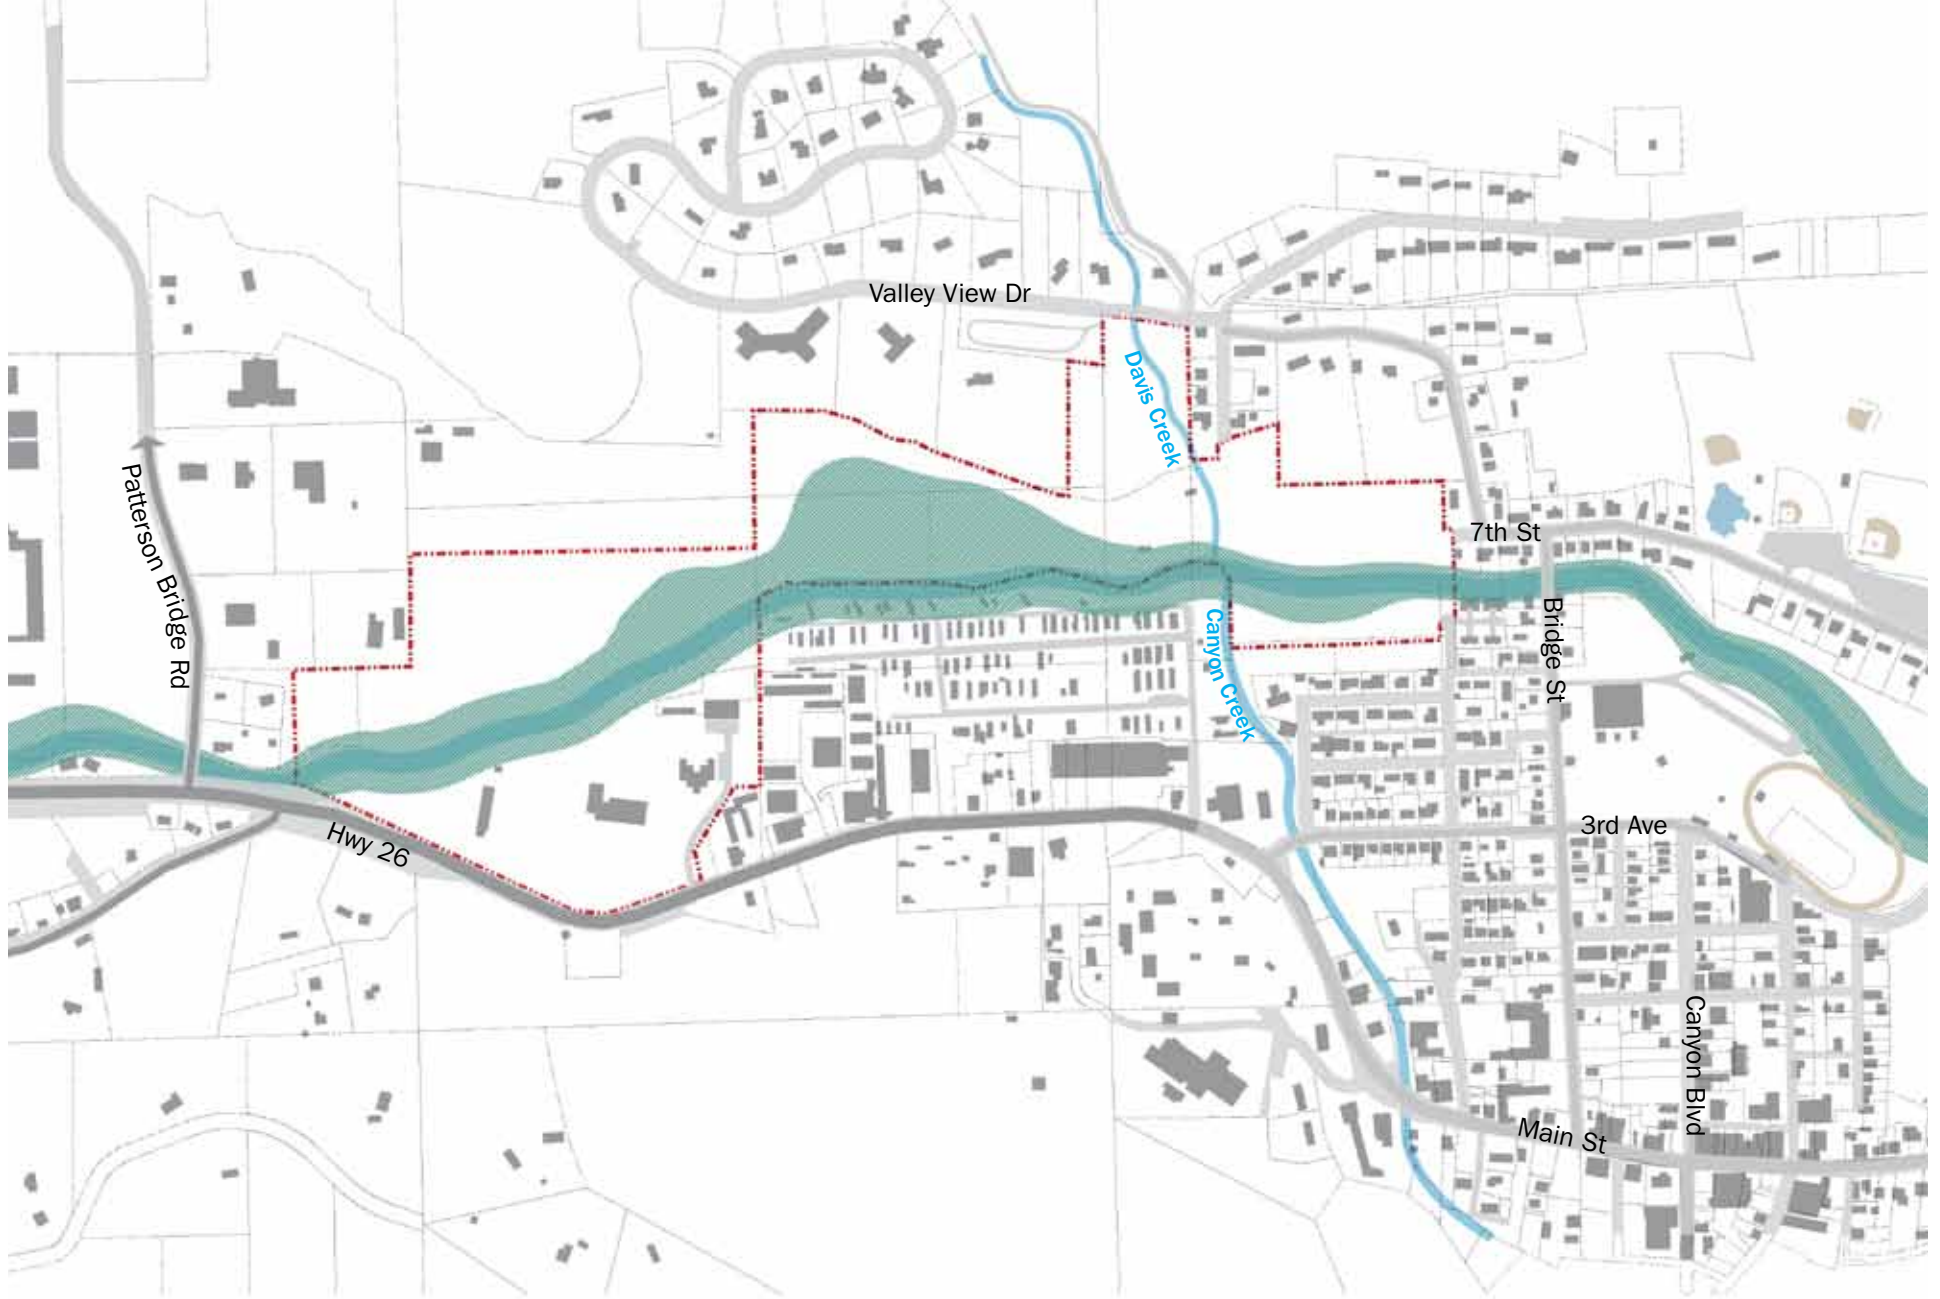 Valley View Dr
Davis Creek
Patterson Bridge Rd
7th St
Bridge St
Canyon Creek
Hwy 26
3rd Ave
Canyon Blvd
Main St